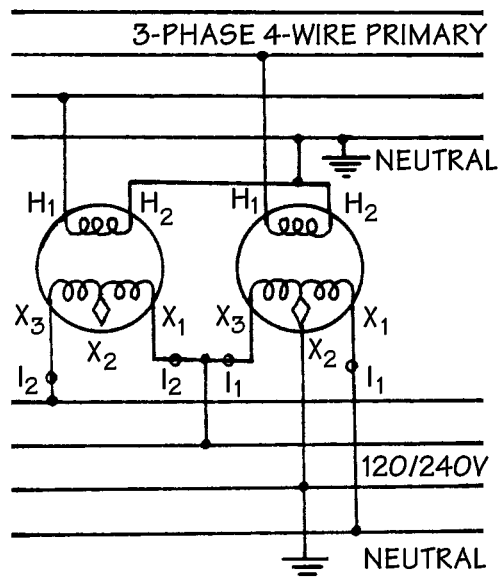 3-PHASE 4-WIRE PRIMARY
NEUTRAL
H1 H2 H1 H2
X3 X1 X3 X1
X2 X2
I2 I2 I1 I1
120/240V
NEUTRAL